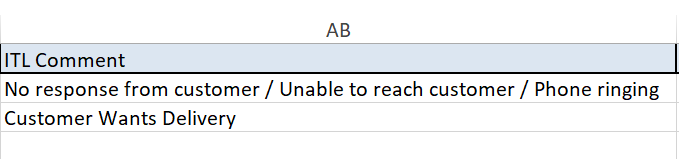 AB
ITL Comment
No response from customer / Unable to reach customer / Phone ringing
Customer Wants Delivery